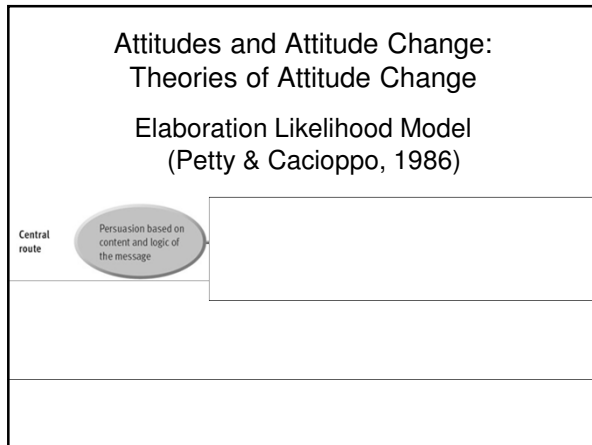 Attitudes and Attitude Change:
Theories of Attitude Change
Elaboration Likelihood Model
(Petty & Cacioppo, 1986)
Central
route
Persuasion based on
content and logic of
the message